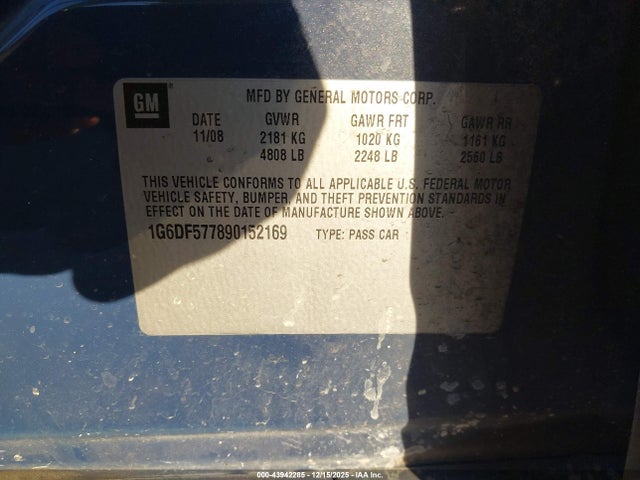 GM ®
MFD BY GENERAL MOTORS CORP.
DATE GVWR GAWR FRT GAWR RR
11/08 2181 KG 1020 KG 1161 KG
4808 LB 2248 LB 2560 LB
THIS VEHICLE CONFORMS TO ALL APPLICABLE U.S. FEDERAL MOTOR
VEHICLE SAFETY, BUMPER, AND THEFT PREVENTION STANDARDS IN
EFFECT ON THE DATE OF MANUFACTURE SHOWN ABOVE.
1G6DF577890152169 TYPE: PASS CAR
000-43942265 - 12/15/2025 - IAA Inc.